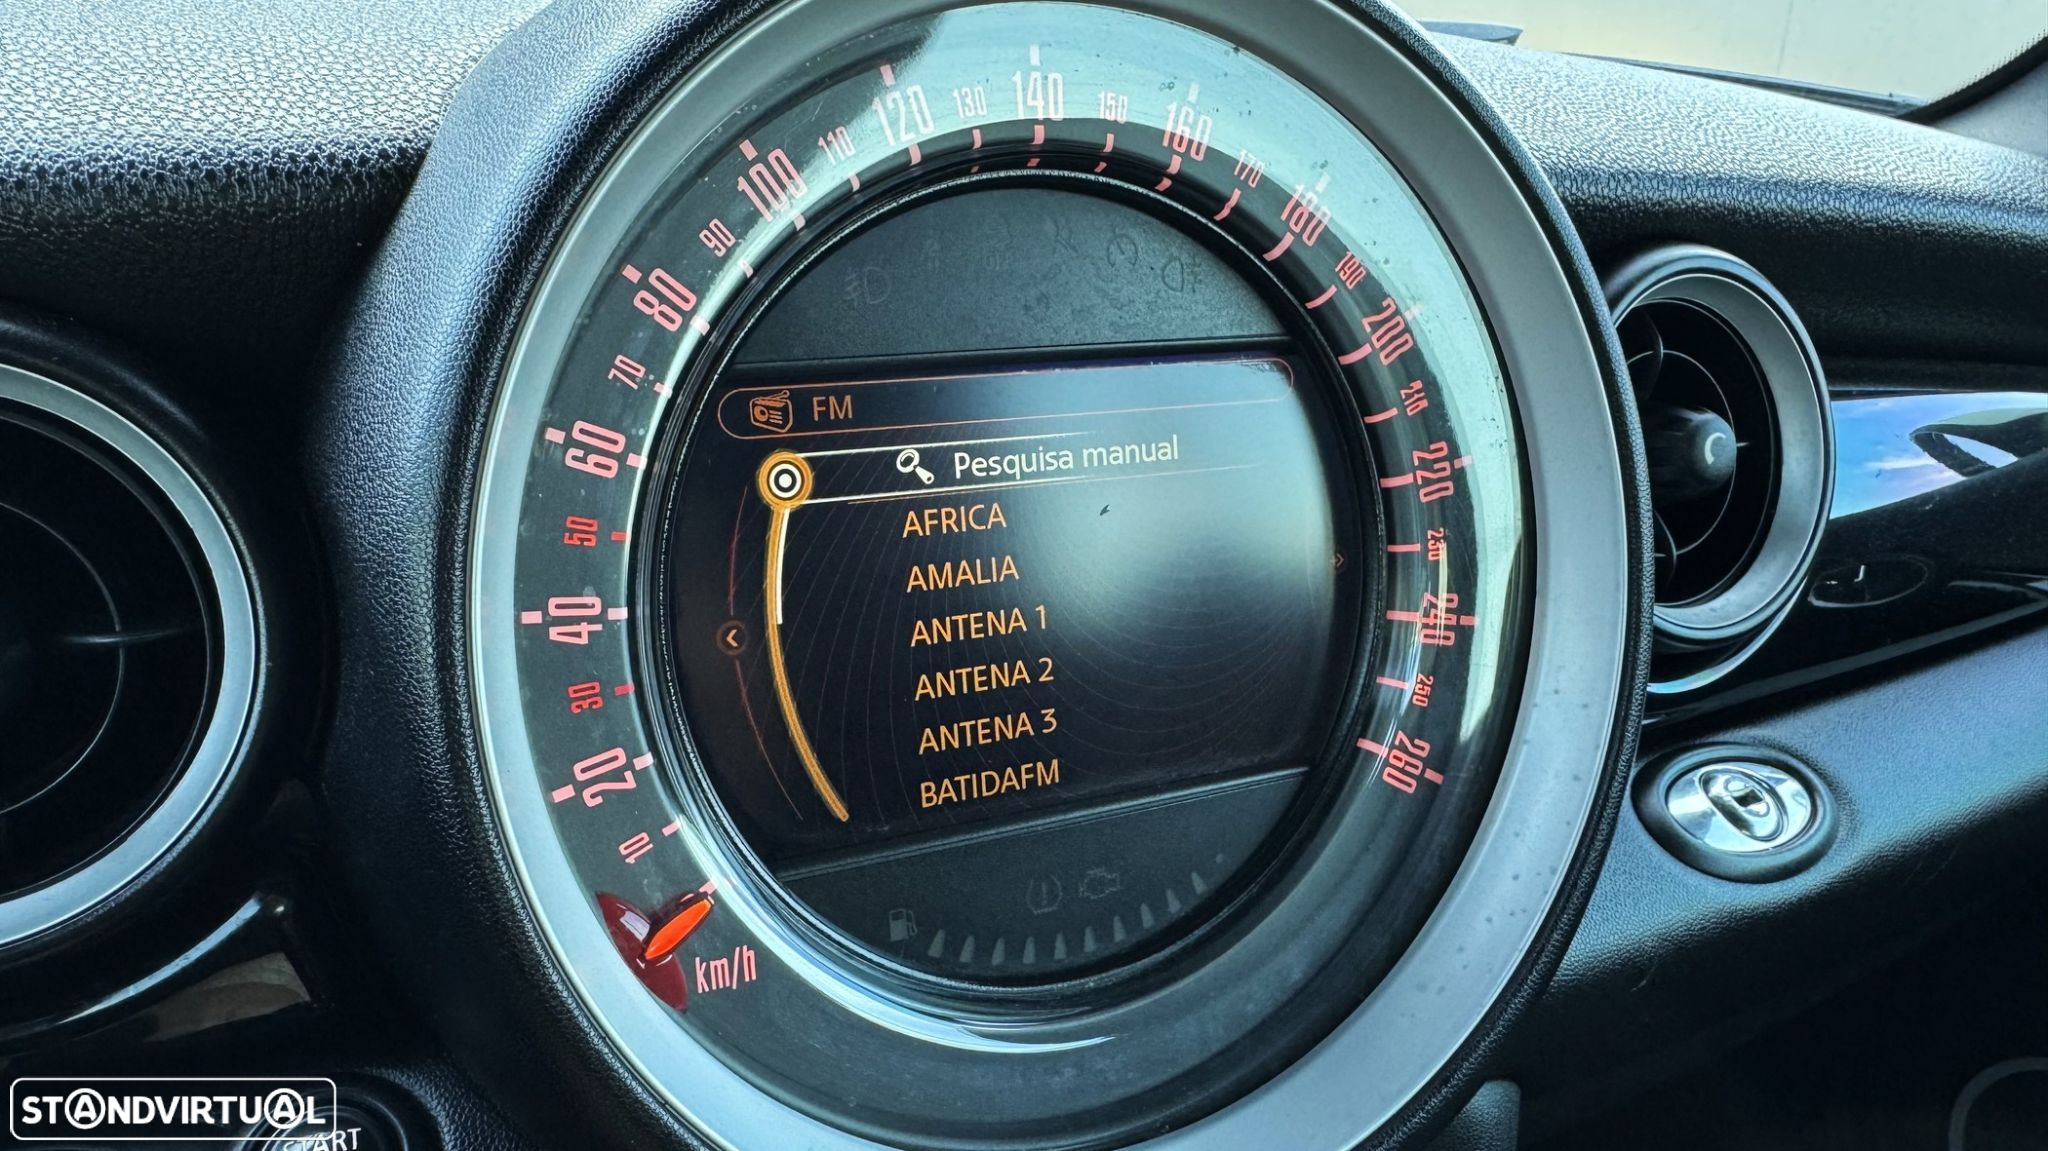 10
20
30
40
50
60
70
80
90
100
110
120
130
140
150
160
170
180
190
200
210
220
230
240
250
260
km/h
FM
Pesquisa manual
AFRICA
AMALIA
ANTENA 1
ANTENA 2
ANTENA 3
BATIDAFM
STANDVIRTUAL
START